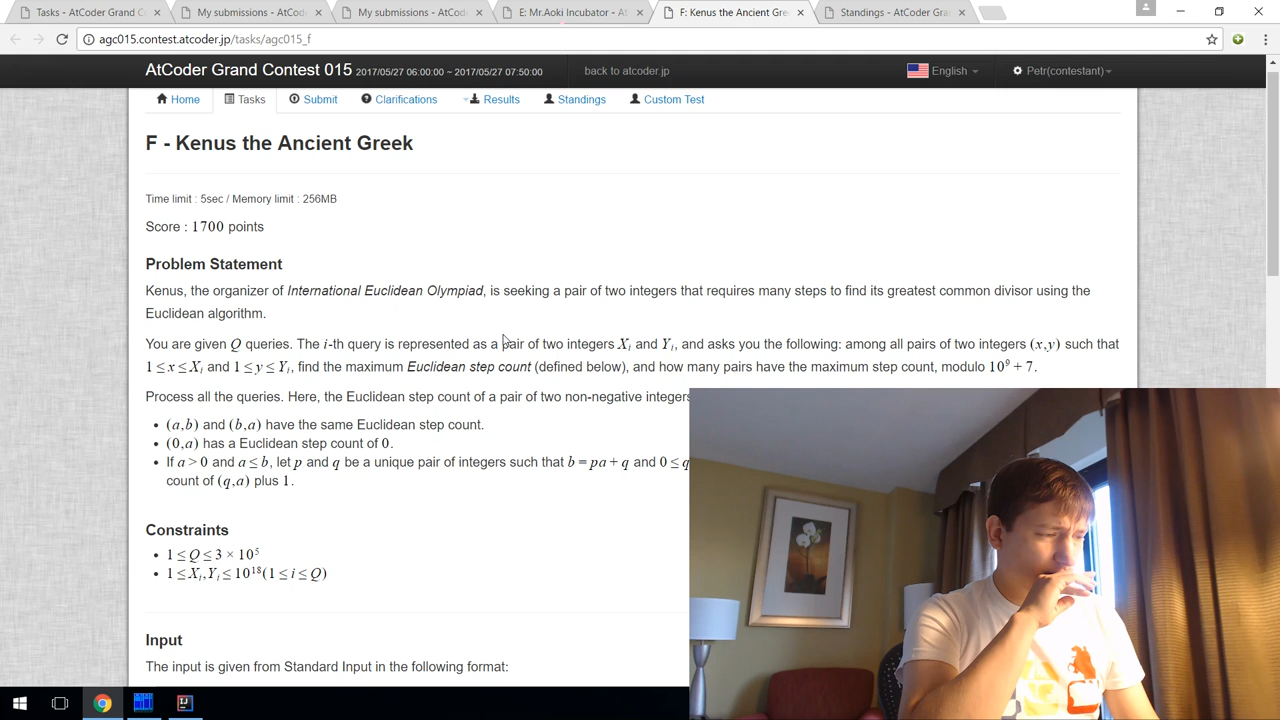 Tasks - AtCoder Grand C
My submissions - AtCod
My submissions - AtCod
E: Mr.Aoki Incubator - At
F: Kenus the Ancient Gre
Standings - AtCoder Gra
agc015.contest.atcoder.jp/tasks/agc015_f
AtCoder Grand Contest 015 2017/05/27 06:00:00 ~ 2017/05/27 07:50:00 back to atcoder.jp English Petr(contestant)
Home Tasks Submit Clarifications Results Standings Custom Test
F - Kenus the Ancient Greek
Time limit : 5sec / Memory limit : 256MB
Score : 1700 points
Problem Statement
Kenus, the organizer of International Euclidean Olympiad, is seeking a pair of two integers that requires many steps to find its greatest common divisor using the
Euclidean algorithm.
You are given Q queries. The i-th query is represented as a pair of two integers Xi and Yi, and asks you the following: among all pairs of two integers (x,y) such that
1 ≤ x ≤ Xi and 1 ≤ y ≤ Yi, find the maximum Euclidean step count (defined below), and how many pairs have the maximum step count, modulo 10^9 + 7.
Process all the queries. Here, the Euclidean step count of a pair of two non-negative integers
• (a,b) and (b,a) have the same Euclidean step count.
• (0,a) has a Euclidean step count of 0.
• If a > 0 and a ≤ b, let p and q be a unique pair of integers such that b = pa + q and 0 ≤ q
count of (q,a) plus 1.
Constraints
• 1 ≤ Q ≤ 3 × 10^5
• 1 ≤ Xi,Yi ≤ 10^18(1 ≤ i ≤ Q)
Input
The input is given from Standard Input in the following format: